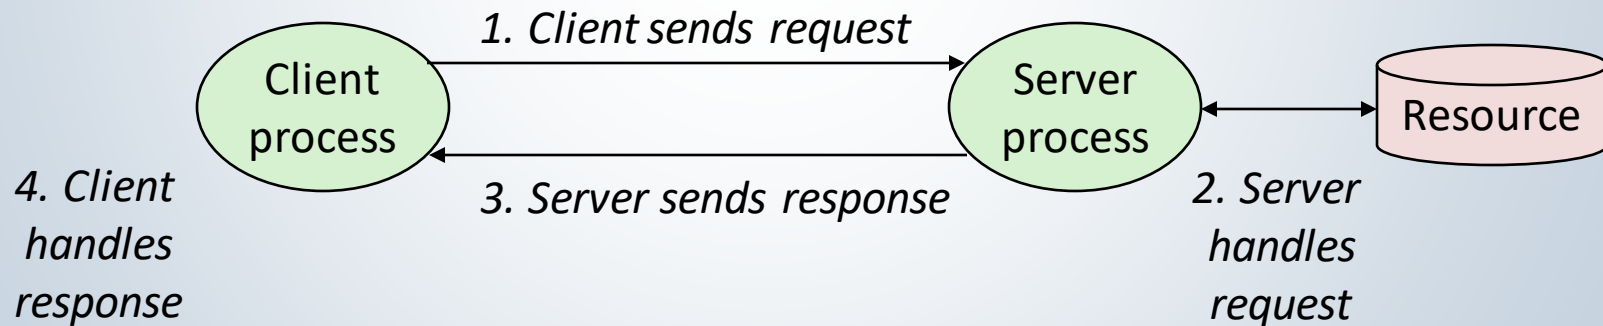 1. Client sends request
Client
process
Server
process
Resource
3. Server sends response
4. Client
handles
response
2. Server
handles
request